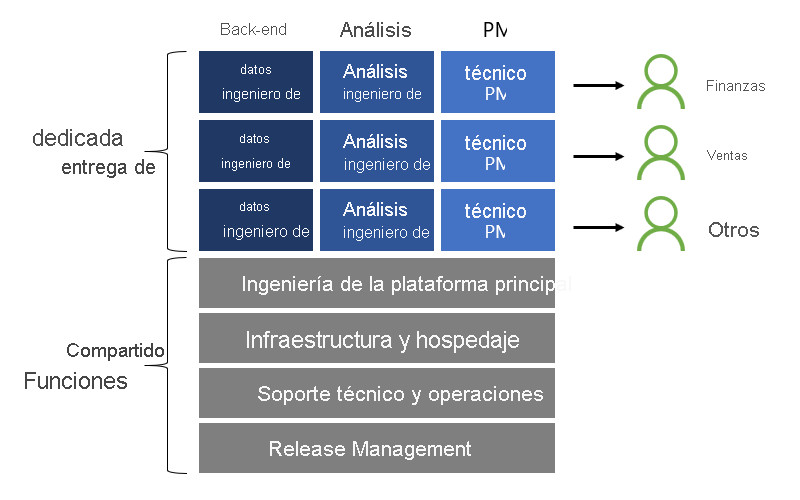 Back-end
Análisis
PM
datos
ingeniero de
Análisis
ingeniero de
técnico
PM
Finanzas
dedicada
entrega de
datos
ingeniero de
Análisis
ingeniero de
técnico
PM
Ventas
datos
ingeniero de
Análisis
ingeniero de
técnico
PM
Otros
Ingeniería de la plataforma principal
Compartido
Funciones
Infraestructura y hospedaje
Soporte técnico y operaciones
Release Management